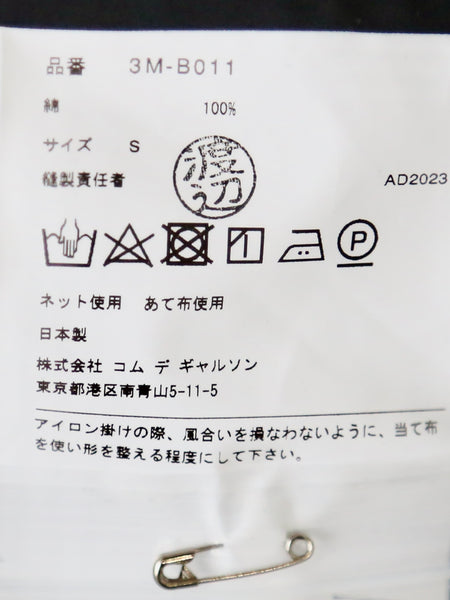 品番 3M-B011
綿 100%
サイズ S
渡辺
縫製責任者
AD2023
P
ネット使用 あて布使用
日本製
株式会社 コム デ ギャルソン
東京都港区南青山5-11-5
アイロン掛けの際、風合いを損なわないように、当て布
を使い形を整える程度にして下さい。